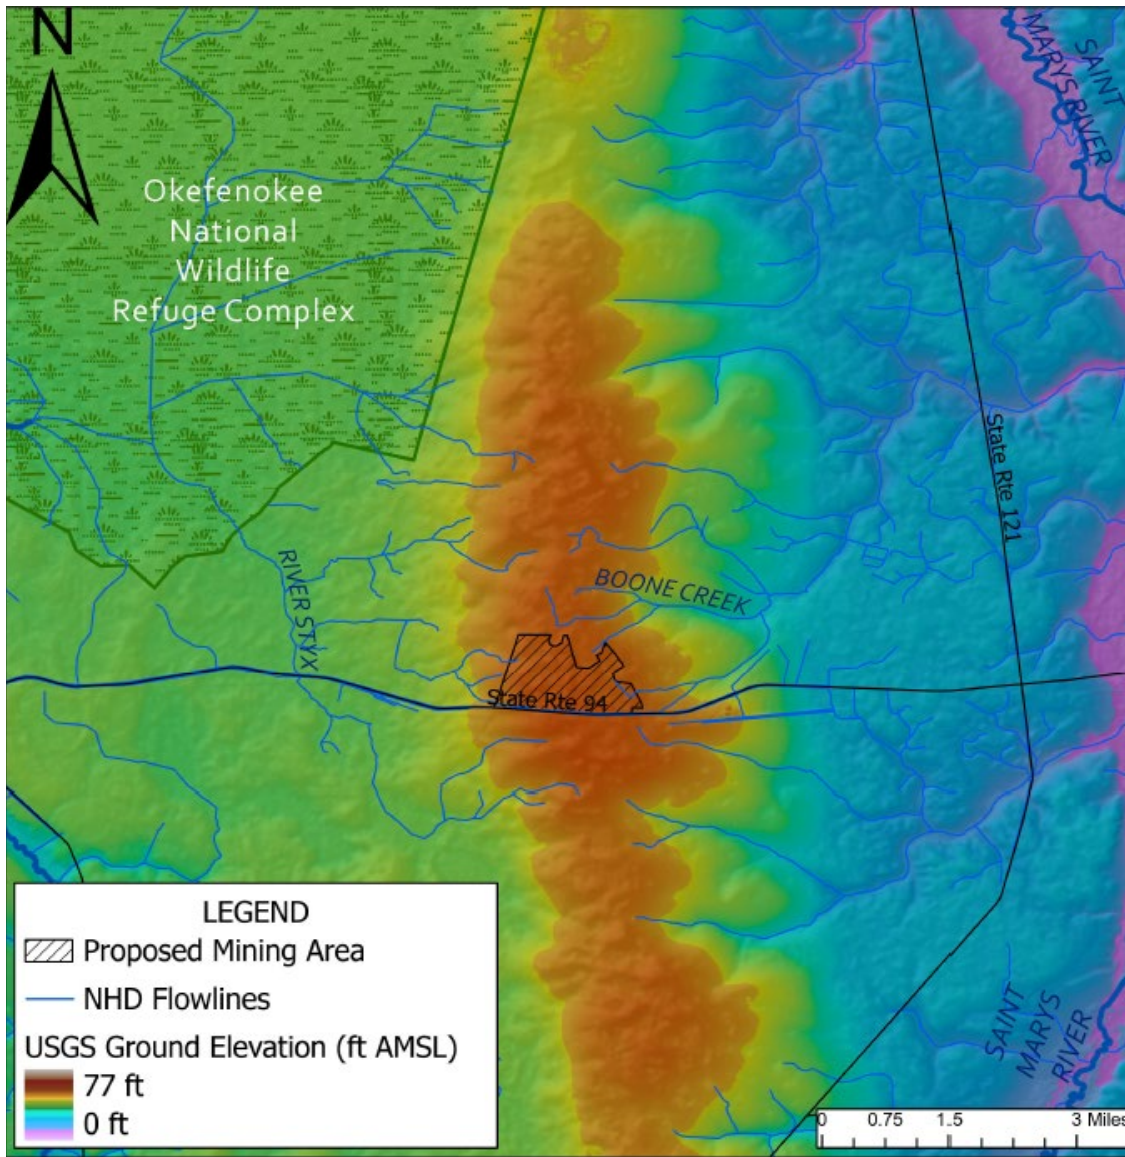 N
SAINT
MARYS RIVER
Okefenokee
National
Wildlife
Refuge Complex
State Rte 121
RIVER STYX
BOONE CREEK
State Rte 94
SAINT
MARYS
RIVER
LEGEND
Proposed Mining Area
NHD Flowlines
USGS Ground Elevation (ft AMSL)
77 ft
0 ft
0 0.75 1.5 3 Miles